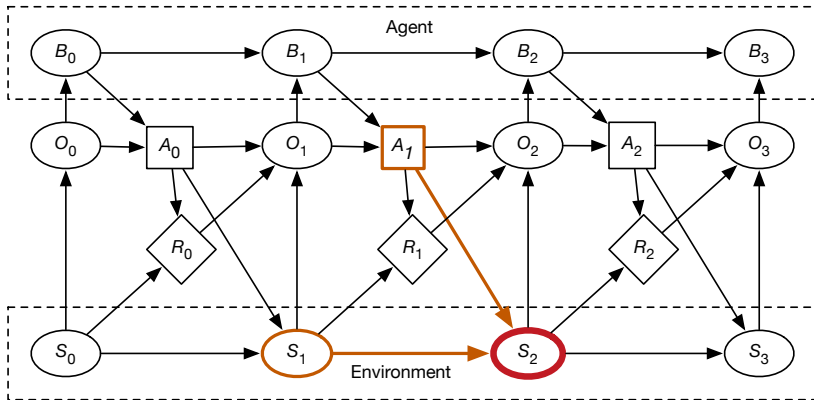 Agent
B0 B1 B2 B3
O0 A0 O1 A1 O2 A2 O3
R0 R1 R2
S0 S1 S2 S3
Environment